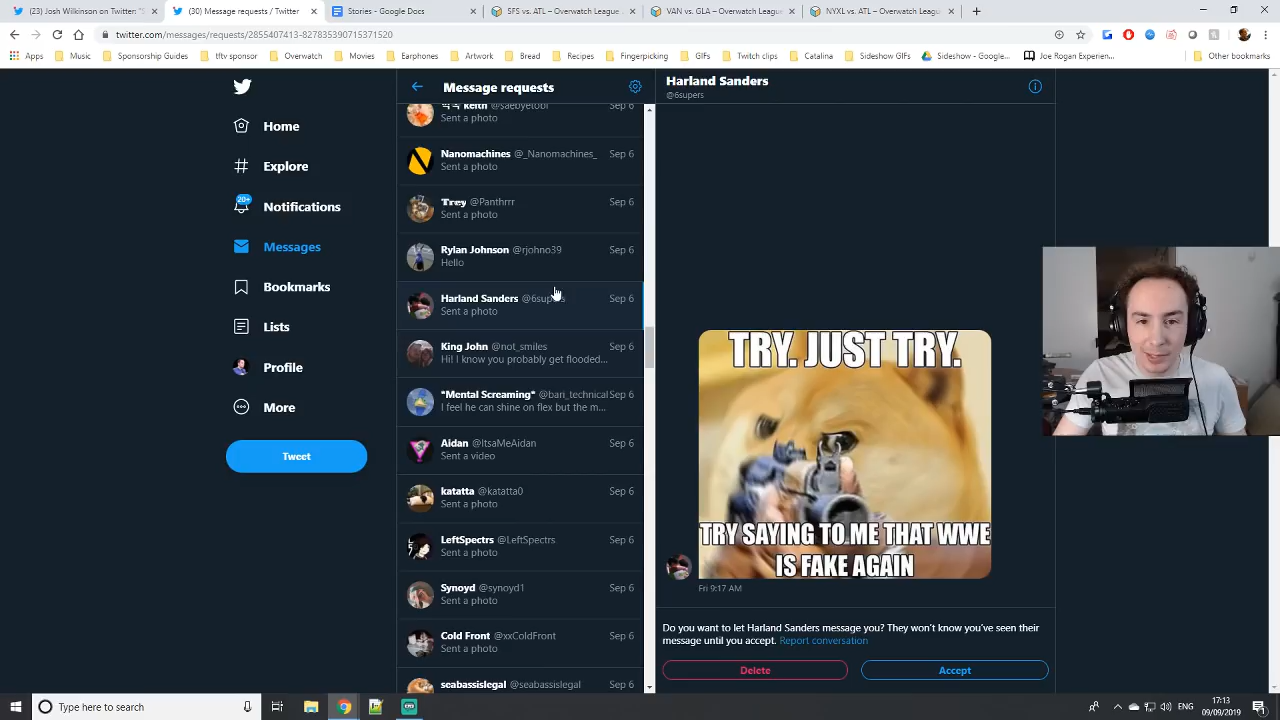 (23) Josh Wilkinson on Twitter: "S
(30) Message requests / Twitter
Stories - Google Docs
SFS vs. ATL – Overwatch League
VAN vs. GLA – Overwatch League
NYXL vs. ATL – Overwatch League
twitter.com/messages/requests/2855407413-827835390715371520
Apps
Music
Sponsorship Guides
tftv sponsor
Overwatch
Movies
Earphones
Artwork
Bread
Recipes
Fingerpicking
GIFs
Twitch clips
Catalina
Sideshow GIFs
Joe Rogan Experien...
Other bookmarks
Home
Explore
20+
Notifications
Messages
Bookmarks
Lists
Profile
More
Tweet
Message requests
keith @saebyetobi
Sep 6
Sent a photo
Nanomachines @_Nanomachines_
Sep 6
Sent a photo
Trey @Panthrrr
Sep 6
Sent a photo
Rylan Johnson @rjohno39
Sep 6
Hello
Harland Sanders @6supers
Sep 6
Sent a photo
King John @not_smiles
Sep 6
Hi! I know you probably get flooded...
*Mental Screaming* @bari_technical
Sep 6
I feel he can shine on flex but the m...
Aidan @ItsaMeAidan
Sep 6
Sent a video
katatta @katatta0
Sep 6
Sent a photo
LeftSpectrs @LeftSpectrs
Sep 6
Sent a photo
Synoyd @synoyd1
Sep 6
Sent a photo
Cold Front @xxColdFront
Sep 6
Sent a photo
seabassislegal @seabassislegal
Sep 6
Harland Sanders
@6supers
TRY. JUST TRY.
TRY SAYING TO ME THAT WWE
IS FAKE AGAIN
Fri 9:17 AM
Do you want to let Harland Sanders message you? They won't know you've seen their
message until you accept. Report conversation
Delete
Accept
Type here to search
ENG
17:13
09/09/2019